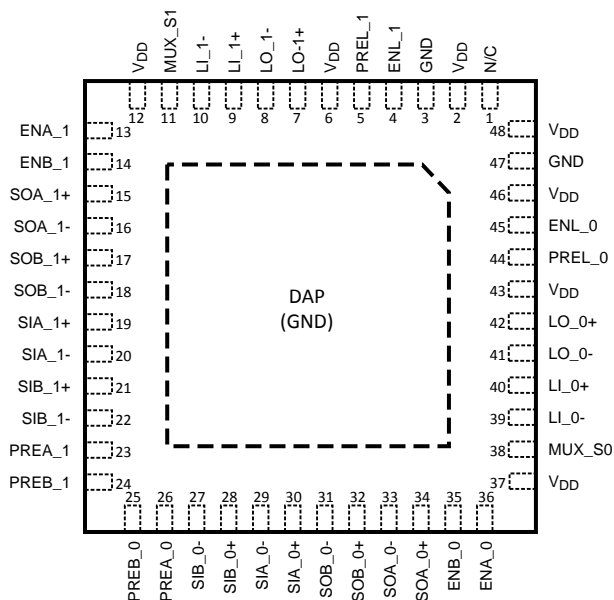 VDD
MUX_S1
LI_1-
LI_1+
LO_1-
LO-1+
VDD
PREL_1
ENL_1
GND
VDD
N/C
12
11
10
9
8
7
6
5
4
3
2
1
ENA_1 13
ENB_1 14
SOA_1+ 15
SOA_1- 16
SOB_1+ 17
SOB_1- 18
SIA_1+ 19
SIA_1- 20
SIB_1+ 21
SIB_1- 22
PREA_1 23
PREB_1 24
DAP
(GND)
48 VDD
47 GND
46 VDD
45 ENL_0
44 PREL_0
43 VDD
42 LO_0+
41 LO_0-
40 LI_0+
39 LI_0-
38 MUX_S0
37 VDD
25
26
27
28
29
30
31
32
33
34
35
36
PREB_0
PREA_0
SIB_0-
SIB_0+
SIA_0-
SIA_0+
SOB_0-
SOB_0+
SOA_0-
SOA_0+
ENB_0
ENA_0